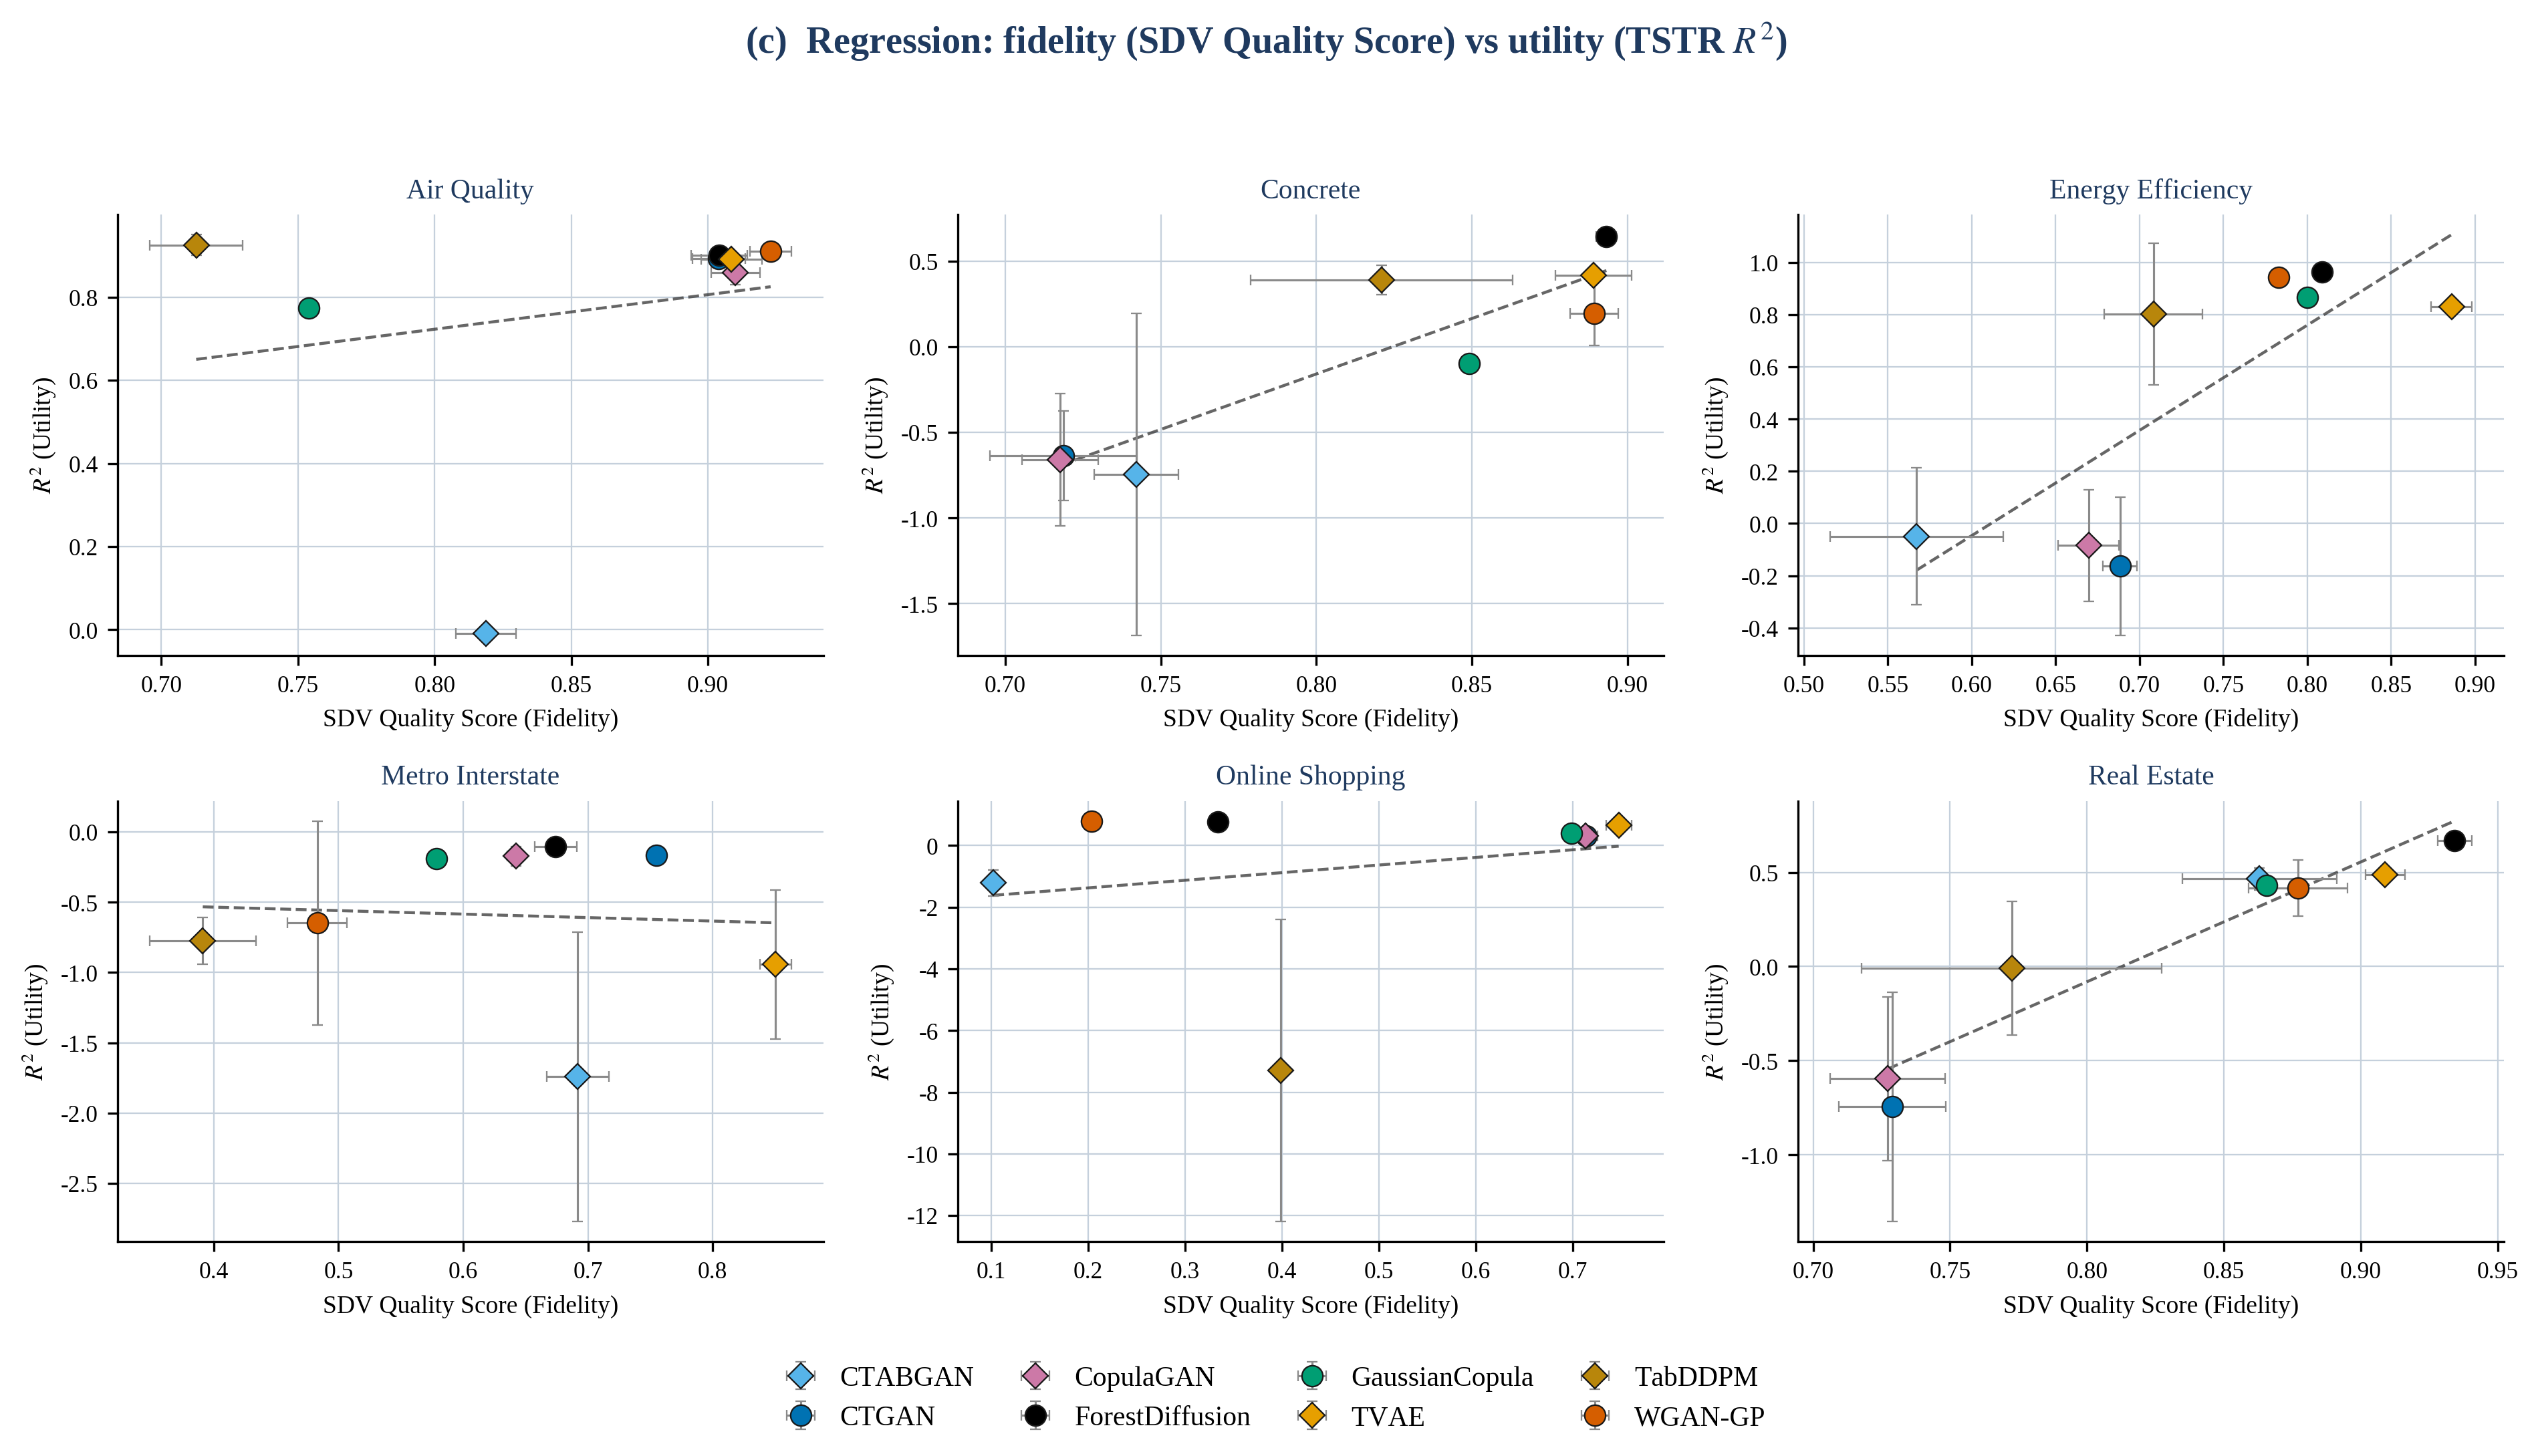 (c) Regression: fidelity (SDV Quality Score) vs utility (TSTR R²)
Air Quality
R² (Utility)
0.8
0.6
0.4
0.2
0.0
0.70 0.75 0.80 0.85 0.90
SDV Quality Score (Fidelity)
Concrete
R² (Utility)
0.5
0.0
-0.5
-1.0
-1.5
0.70 0.75 0.80 0.85 0.90
SDV Quality Score (Fidelity)
Energy Efficiency
R² (Utility)
1.0
0.8
0.6
0.4
0.2
0.0
-0.2
-0.4
0.50 0.55 0.60 0.65 0.70 0.75 0.80 0.85 0.90
SDV Quality Score (Fidelity)
Metro Interstate
R² (Utility)
0.0
-0.5
-1.0
-1.5
-2.0
-2.5
0.4 0.5 0.6 0.7 0.8
SDV Quality Score (Fidelity)
Online Shopping
R² (Utility)
0
-2
-4
-6
-8
-10
-12
0.1 0.2 0.3 0.4 0.5 0.6 0.7
SDV Quality Score (Fidelity)
Real Estate
R² (Utility)
0.5
0.0
-0.5
-1.0
0.70 0.75 0.80 0.85 0.90 0.95
SDV Quality Score (Fidelity)
CTABGAN CopulaGAN GaussianCopula TabDDPM
CTGAN ForestDiffusion TVAE WGAN-GP